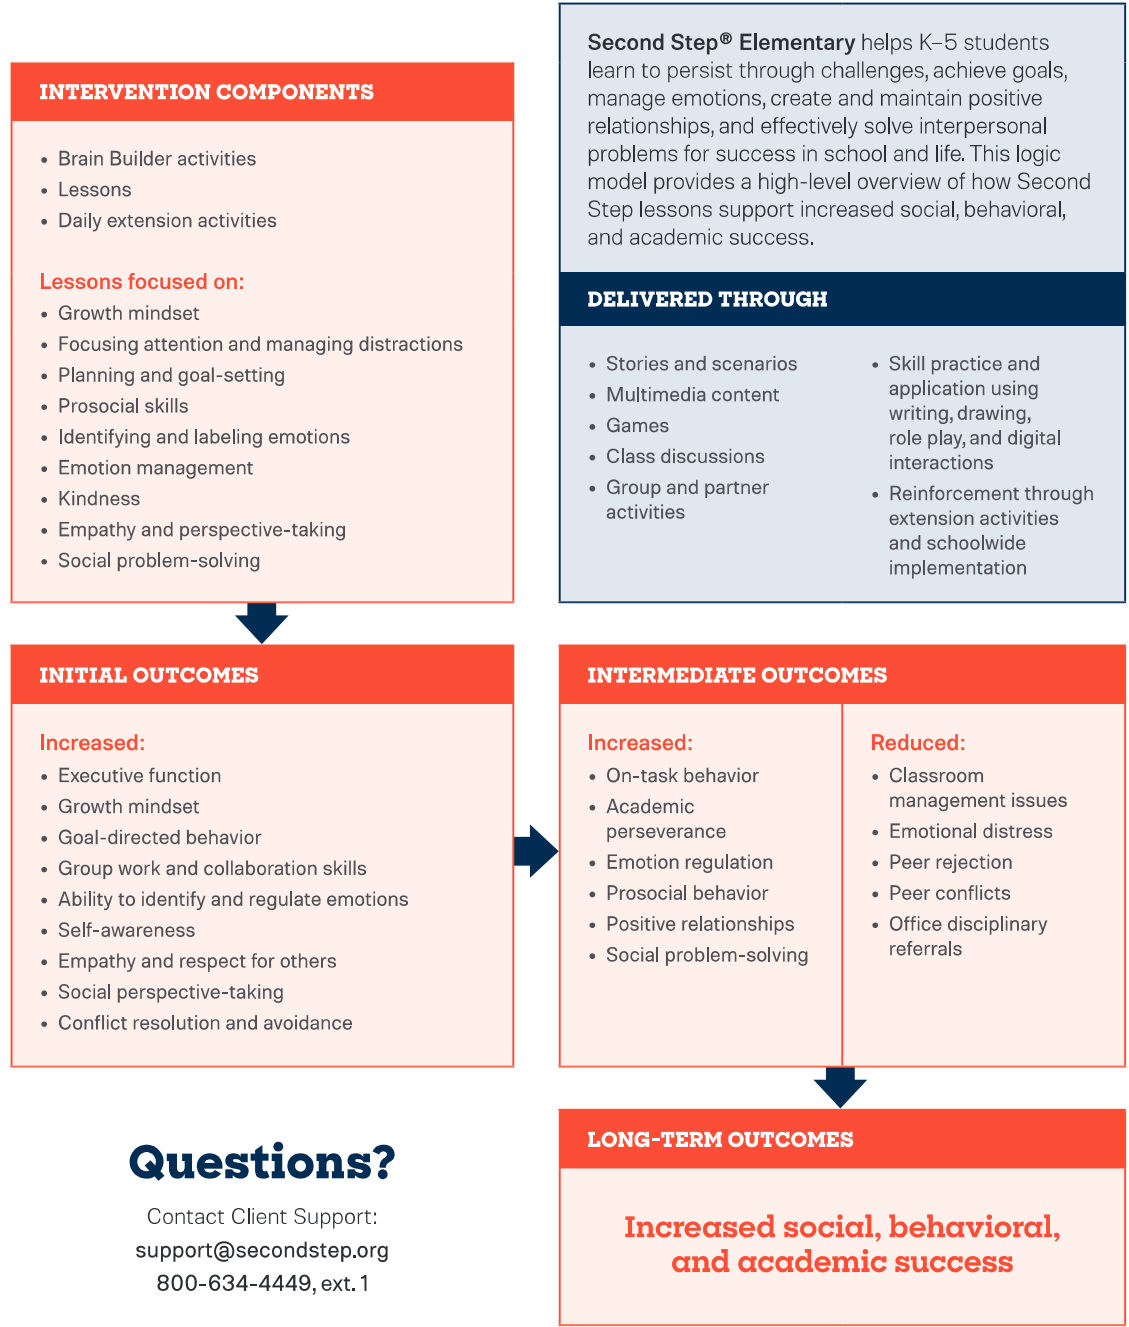 INTERVENTION COMPONENTS
• Brain Builder activities
• Lessons
• Daily extension activities
Lessons focused on:
• Growth mindset
• Focusing attention and managing distractions
• Planning and goal-setting
• Prosocial skills
• Identifying and labeling emotions
• Emotion management
• Kindness
• Empathy and perspective-taking
• Social problem-solving
Second Step® Elementary helps K–5 students
learn to persist through challenges, achieve goals,
manage emotions, create and maintain positive
relationships, and effectively solve interpersonal
problems for success in school and life. This logic
model provides a high-level overview of how Second
Step lessons support increased social, behavioral,
and academic success.
DELIVERED THROUGH
• Stories and scenarios
• Multimedia content
• Games
• Class discussions
• Group and partner
activities
• Skill practice and
application using
writing, drawing,
role play, and digital
interactions
• Reinforcement through
extension activities
and schoolwide
implementation
INITIAL OUTCOMES
Increased:
• Executive function
• Growth mindset
• Goal-directed behavior
• Group work and collaboration skills
• Ability to identify and regulate emotions
• Self-awareness
• Empathy and respect for others
• Social perspective-taking
• Conflict resolution and avoidance
INTERMEDIATE OUTCOMES
Increased:
• On-task behavior
• Academic
perseverance
• Emotion regulation
• Prosocial behavior
• Positive relationships
• Social problem-solving
Reduced:
• Classroom
management issues
• Emotional distress
• Peer rejection
• Peer conflicts
• Office disciplinary
referrals
LONG-TERM OUTCOMES
Increased social, behavioral,
and academic success
Questions?
Contact Client Support:
support@secondstep.org
800-634-4449, ext. 1